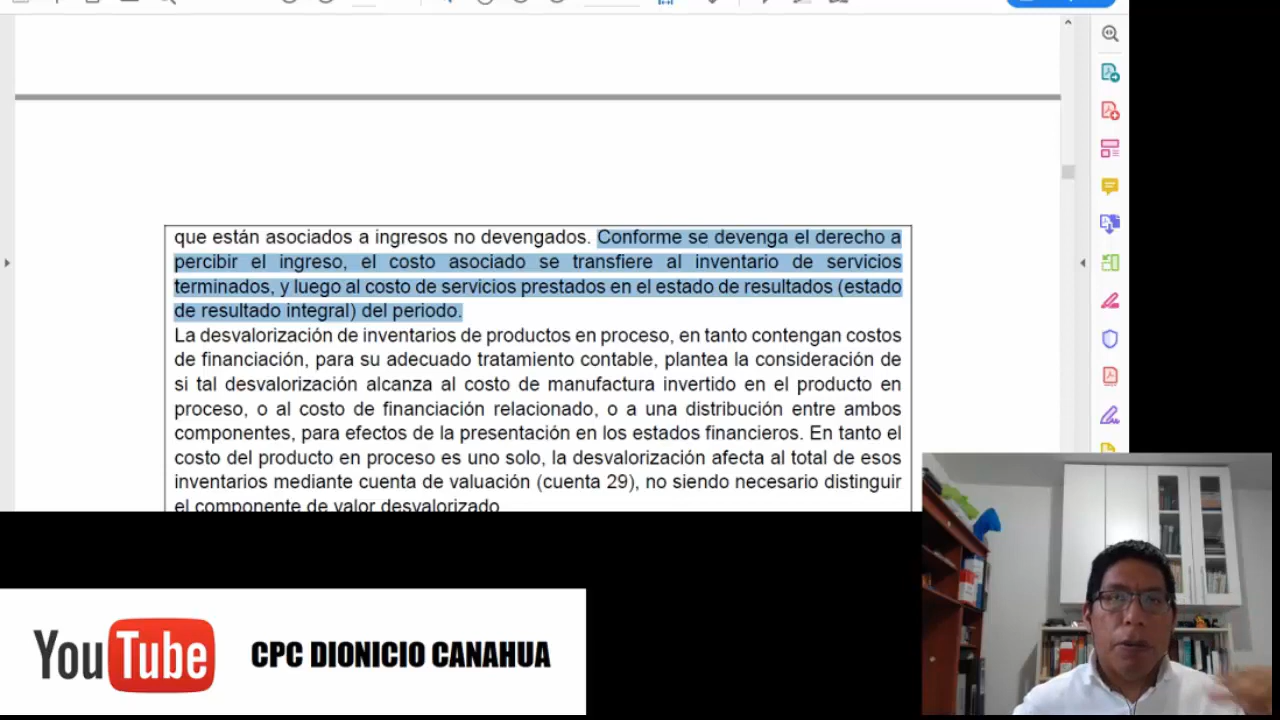 que están asociados a ingresos no devengados. Conforme se devenga el derecho a
percibir el ingreso, el costo asociado se transfiere al inventario de servicios
terminados, y luego al costo de servicios prestados en el estado de resultados (estado
de resultado integral) del periodo.
La desvalorización de inventarios de productos en proceso, en tanto contengan costos
de financiación, para su adecuado tratamiento contable, plantea la consideración de
si tal desvalorización alcanza al costo de manufactura invertido en el producto en
proceso, o al costo de financiación relacionado, o a una distribución entre ambos
componentes, para efectos de la presentación en los estados financieros. En tanto el
costo del producto en proceso es uno solo, la desvalorización afecta al total de esos
inventarios mediante cuenta de valuación (cuenta 29), no siendo necesario distinguir
el componente de valor desvalorizado
YouTube CPC DIONICIO CANAHUA